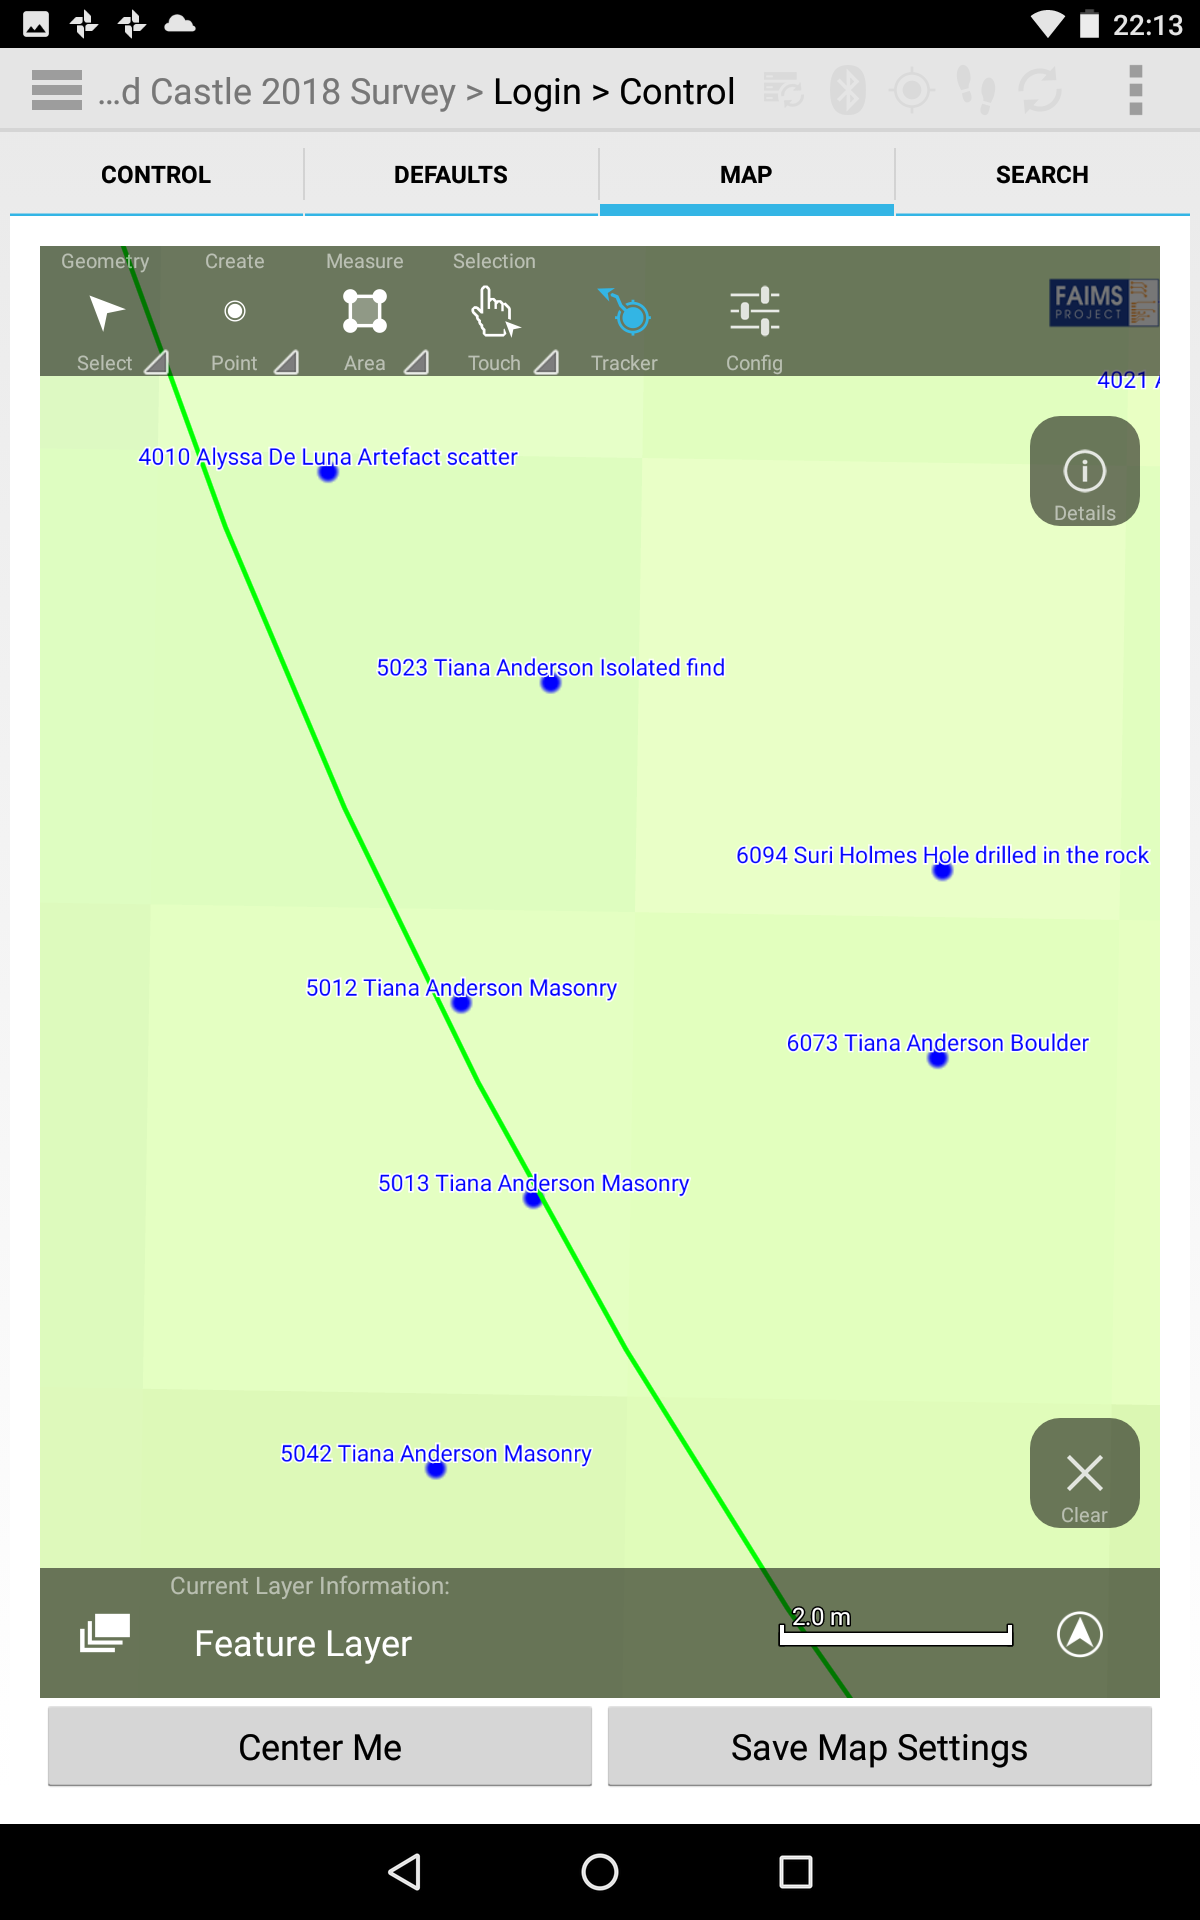 22:13
...d Castle 2018 Survey > Login > Control
CONTROL DEFAULTS MAP SEARCH
Geometry Create Measure Selection
FAIMS
PROJECT
Select Point Area Touch Tracker Config
4021 A
4010 Alyssa De Luna Artefact scatter
Details
5023 Tiana Anderson Isolated find
6094 Suri Holmes Hole drilled in the rock
5012 Tiana Anderson Masonry
6073 Tiana Anderson Boulder
5013 Tiana Anderson Masonry
5042 Tiana Anderson Masonry
Clear
Current Layer Information:
2.0 m
Feature Layer
Center Me Save Map Settings